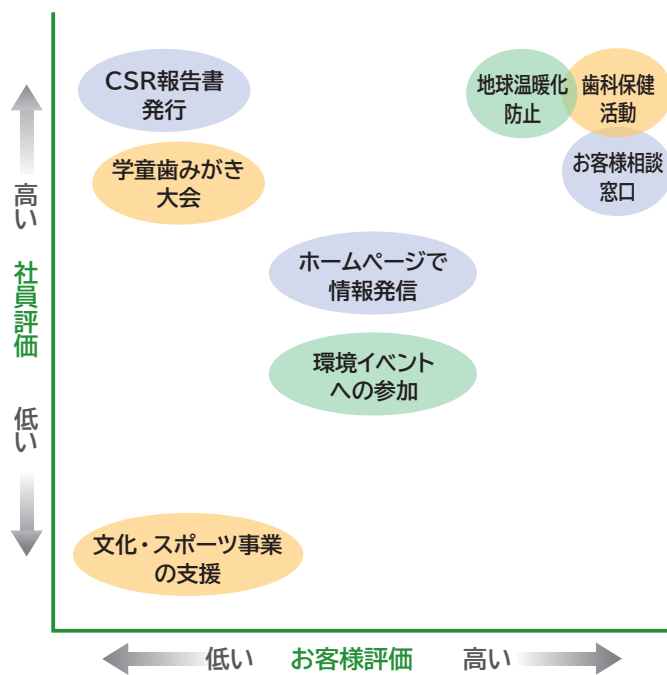 CSR報告書
発行
地球温暖化
防止
歯科保健
活動
学童歯みがき
大会
お客様相談
窓口
ホームページで
情報発信
環境イベント
への参加
文化・スポーツ事業
の支援
高い
社員評価
低い
低い お客様評価 高い